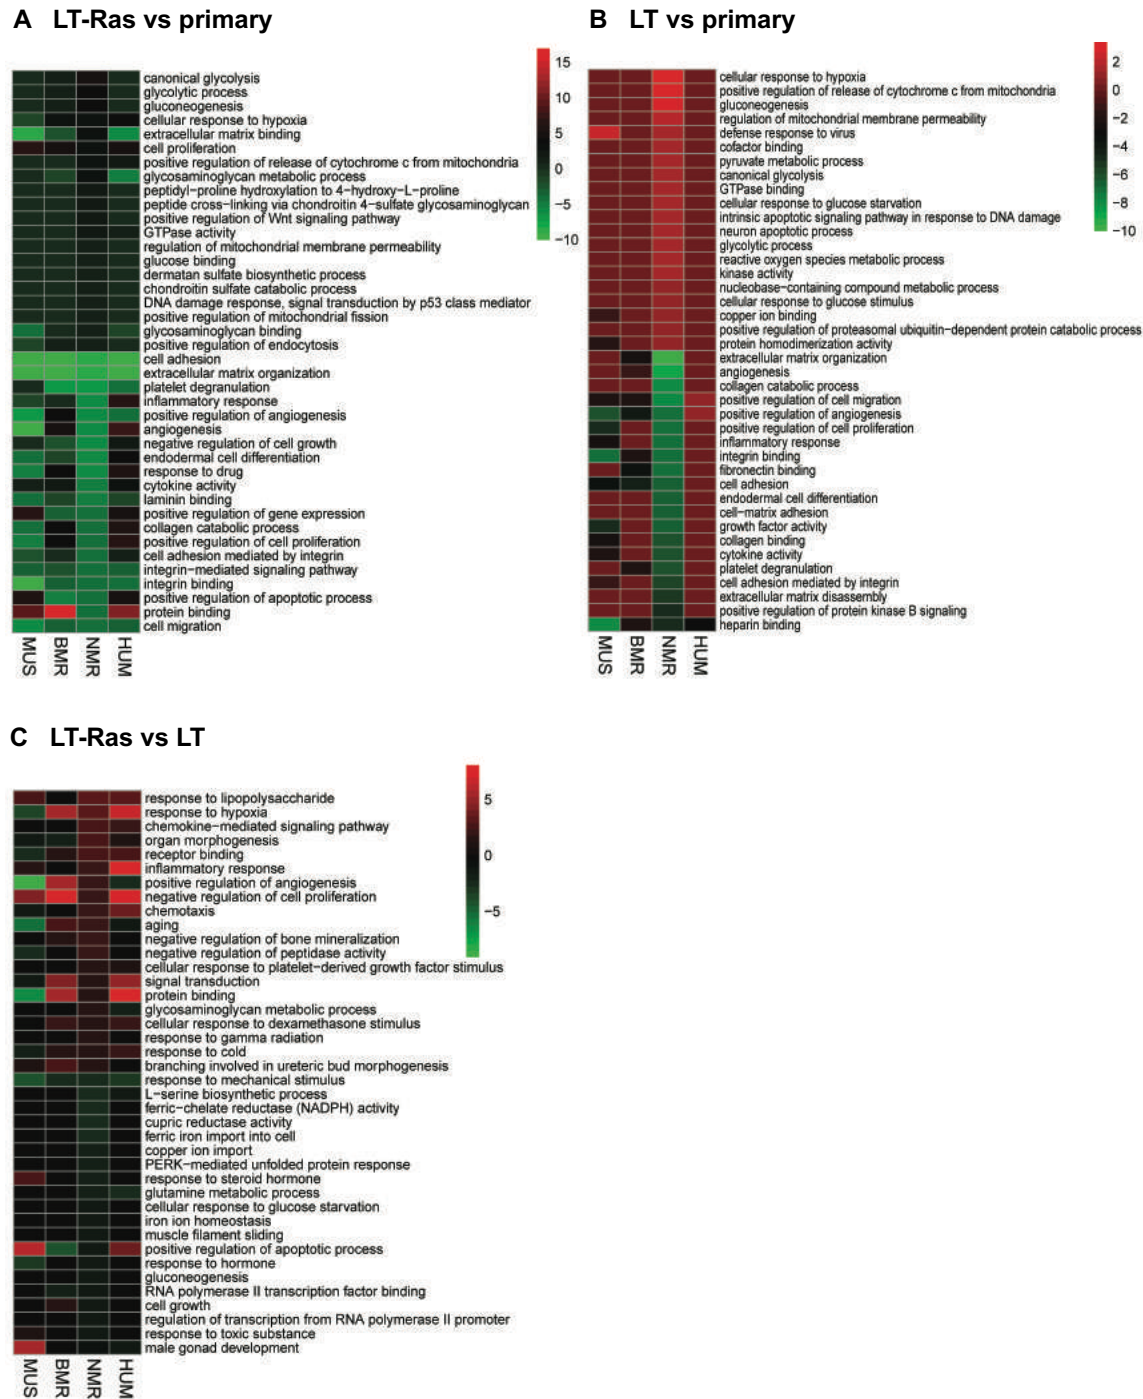 A LT-Ras vs primary
canonical glycolysis
glycolytic process
gluconeogenesis
cellular response to hypoxia
extracellular matrix binding
cell proliferation
positive regulation of release of cytochrome c from mitochondria
glycosaminoglycan metabolic process
peptidyl−proline hydroxylation to 4−hydroxy−L−proline
peptide cross−linking via chondroitin 4−sulfate glycosaminoglycan
positive regulation of Wnt signaling pathway
GTPase activity
regulation of mitochondrial membrane permeability
glucose binding
dermatan sulfate biosynthetic process
chondroitin sulfate catabolic process
DNA damage response, signal transduction by p53 class mediator
positive regulation of mitochondrial fission
glycosaminoglycan binding
positive regulation of endocytosis
cell adhesion
extracellular matrix organization
platelet degranulation
inflammatory response
positive regulation of angiogenesis
angiogenesis
negative regulation of cell growth
endodermal cell differentiation
response to drug
cytokine activity
laminin binding
positive regulation of gene expression
collagen catabolic process
positive regulation of cell proliferation
cell adhesion mediated by integrin
integrin−mediated signaling pathway
integrin binding
positive regulation of apoptotic process
protein binding
cell migration
MUS
BMR
NMR
HUM
15
10
5
0
−5
−10
B LT vs primary
cellular response to hypoxia
positive regulation of release of cytochrome c from mitochondria
gluconeogenesis
regulation of mitochondrial membrane permeability
defense response to virus
cofactor binding
pyruvate metabolic process
canonical glycolysis
GTPase binding
cellular response to glucose starvation
intrinsic apoptotic signaling pathway in response to DNA damage
neuron apoptotic process
glycolytic process
reactive oxygen species metabolic process
kinase activity
nucleobase−containing compound metabolic process
cellular response to glucose stimulus
copper ion binding
positive regulation of proteasomal ubiquitin−dependent protein catabolic process
protein homodimerization activity
extracellular matrix organization
angiogenesis
collagen catabolic process
positive regulation of cell migration
positive regulation of angiogenesis
positive regulation of cell proliferation
inflammatory response
integrin binding
fibronectin binding
cell adhesion
endodermal cell differentiation
cell−matrix adhesion
growth factor activity
collagen binding
cytokine activity
platelet degranulation
cell adhesion mediated by integrin
extracellular matrix disassembly
positive regulation of protein kinase B signaling
heparin binding
MUS
BMR
NMR
HUM
2
0
−2
−4
−6
−8
−10
C LT-Ras vs LT
response to lipopolysaccharide
response to hypoxia
chemokine−mediated signaling pathway
organ morphogenesis
receptor binding
inflammatory response
positive regulation of angiogenesis
negative regulation of cell proliferation
chemotaxis
aging
negative regulation of bone mineralization
negative regulation of peptidase activity
cellular response to platelet−derived growth factor stimulus
signal transduction
protein binding
glycosaminoglycan metabolic process
cellular response to dexamethasone stimulus
response to gamma radiation
response to cold
branching involved in ureteric bud morphogenesis
response to mechanical stimulus
L−serine biosynthetic process
ferric−chelate reductase (NADPH) activity
cupric reductase activity
ferric iron import into cell
copper ion import
PERK−mediated unfolded protein response
response to steroid hormone
glutamine metabolic process
cellular response to glucose starvation
iron ion homeostasis
muscle filament sliding
positive regulation of apoptotic process
response to hormone
gluconeogenesis
RNA polymerase II transcription factor binding
cell growth
regulation of transcription from RNA polymerase II promoter
response to toxic substance
male gonad development
MUS
BMR
NMR
HUM
5
0
−5